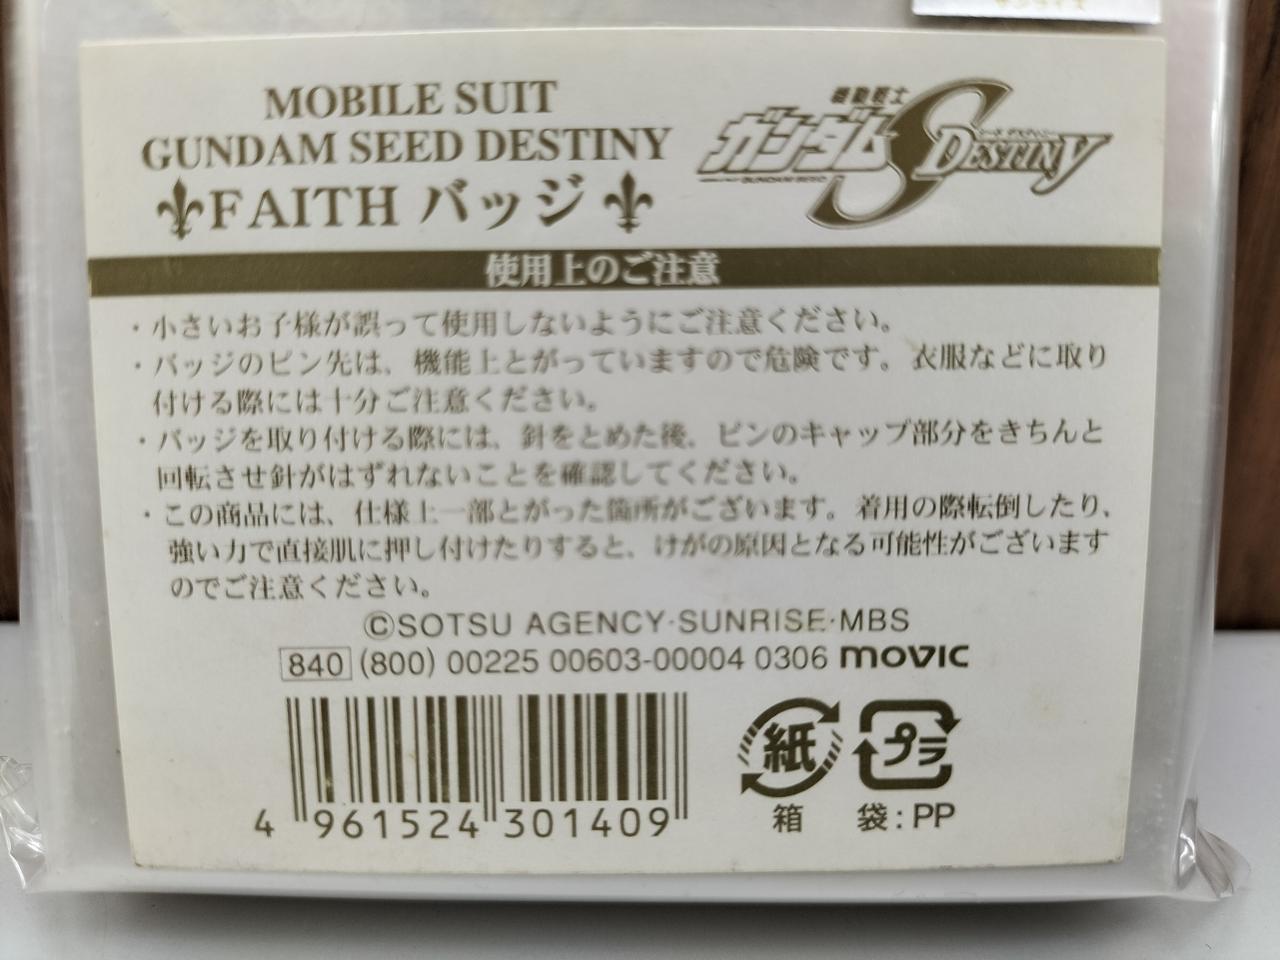 サンライズ
MOBILE SUIT
GUNDAM SEED DESTINY
FAITH バッジ
機動戦士
ガンダムSEED DESTINY
GUNDAM SEED
使用上のご注意
・小さいお子様が誤って使用しないようにご注意ください。
・バッジのピン先は、機能上とがっていますので危険です。衣服などに取り
付ける際には十分ご注意ください。
・バッジを取り付ける際には、針をとめた後、ピンのキャップ部分をきちんと
回転させ針がはずれないことを確認してください。
・この商品には、仕様上一部とがった箇所がございます。着用の際転倒したり、
強い力で直接肌に押し付けたりすると、けがの原因となる可能性がございます
のでご注意ください。
©SOTSU AGENCY·SUNRISE·MBS
840 (800) 00225 00603-00004 0306 movic
紙 プラ
箱 袋:PP
4 961524 301409